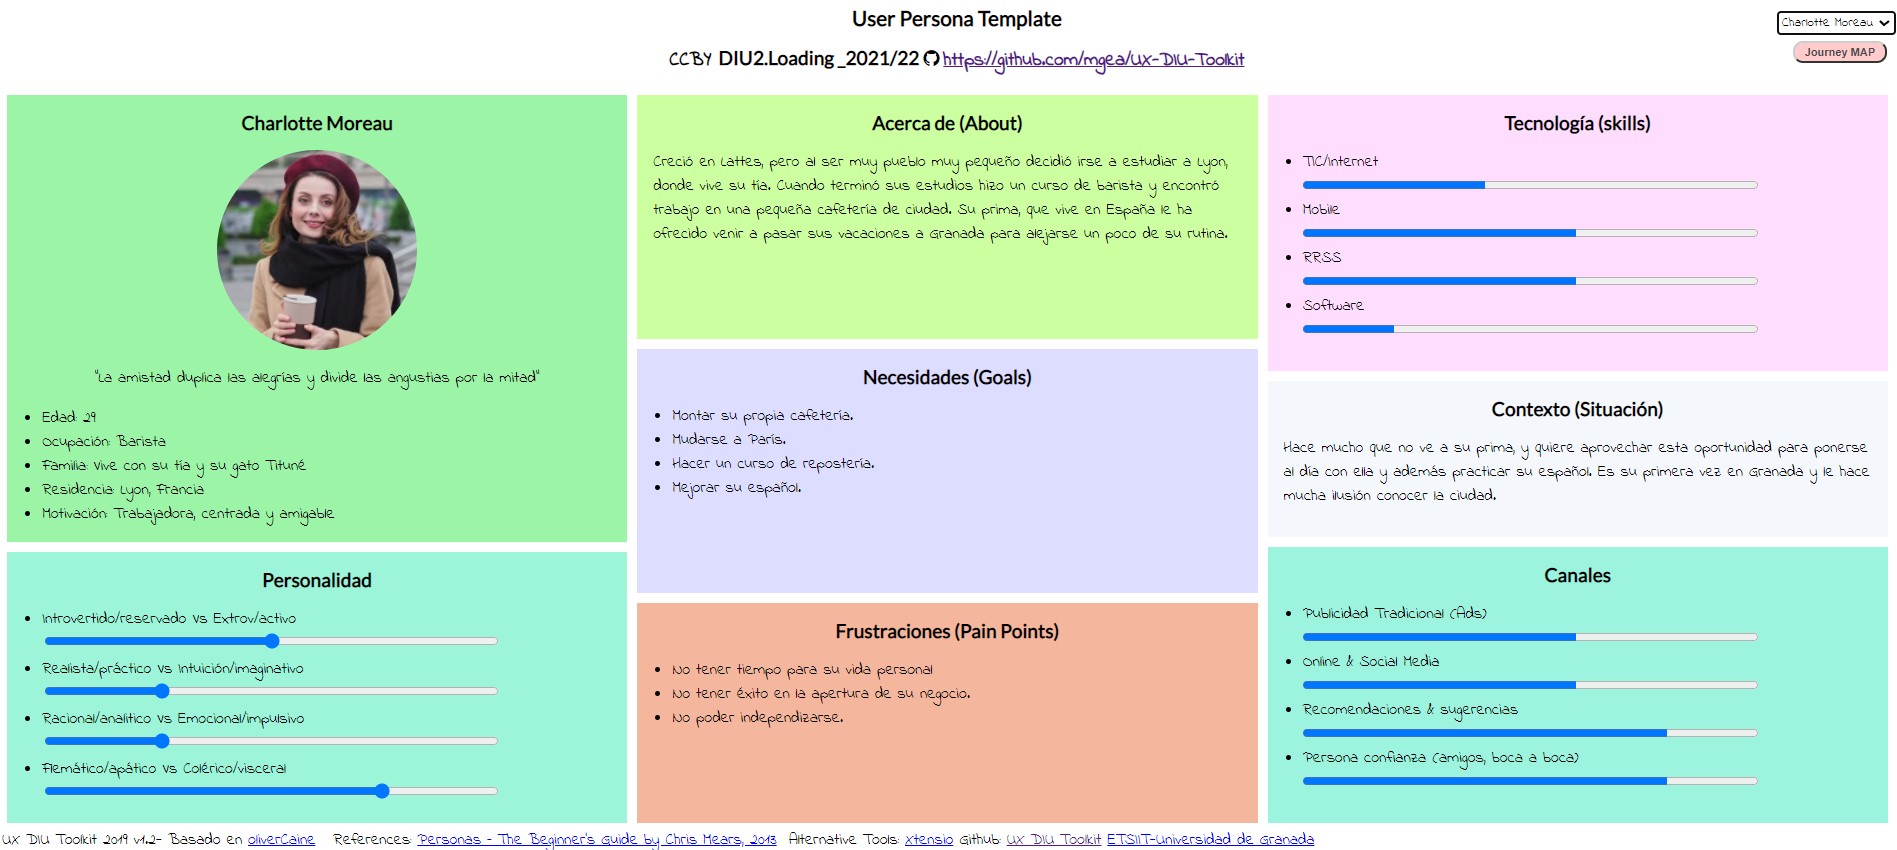 User Persona Template
CCBY DIU2.Loading_2021/22 https://github.com/mgea/UX-DIU-Toolkit
Charlotte Moreau
Journey MAP
Charlotte Moreau
"La amistad duplica las alegrías y divide las angustias por la mitad"
Edad: 29
Ocupación: Barista
Familia: Vive con su tía y su gato Tituné
Residencia: Lyon, Francia
Motivación: Trabajadora, centrada y amigable
Personalidad
Introvertido/reservado Vs Extrov/activo
Realista/práctico Vs Intuición/imaginativo
Racional/analítico Vs Emocional/impulsivo
Flemático/apático Vs Colérico/visceral
Acerca de (About)
Creció en Lattes, pero al ser muy pueblo muy pequeño decidió irse a estudiar a Lyon,
donde vive su tía. Cuando terminó sus estudios hizo un curso de barista y encontró
trabajo en una pequeña cafetería de ciudad. Su prima, que vive en España le ha
ofrecido venir a pasar sus vacaciones a Granada para alejarse un poco de su rutina.
Necesidades (Goals)
Montar su propia cafetería.
Mudarse a París.
Hacer un curso de repostería.
Mejorar su español.
Frustraciones (Pain Points)
No tener tiempo para su vida personal
No tener éxito en la apertura de su negocio.
No poder independizarse.
Tecnología (skills)
TIC/Internet
Mobile
RRSS
Software
Contexto (Situación)
Hace mucho que no ve a su prima, y quiere aprovechar esta oportunidad para ponerse
al día con ella y además practicar su español. Es su primera vez en Granada y le hace
mucha ilusión conocer la ciudad.
Canales
Publicidad Tradicional (Ads)
Online & Social Media
Recomendaciones & sugerencias
Persona confianza (amigos, boca a boca)
UX DIU Toolkit 2019 v1.2- Basado en oliverCaine References: Personas - The Beginner's Guide by Chris Mears, 2013 Alternative Tools: Xtensio Github: UX DIU Toolkit ETSIIT-Universidad de Granada